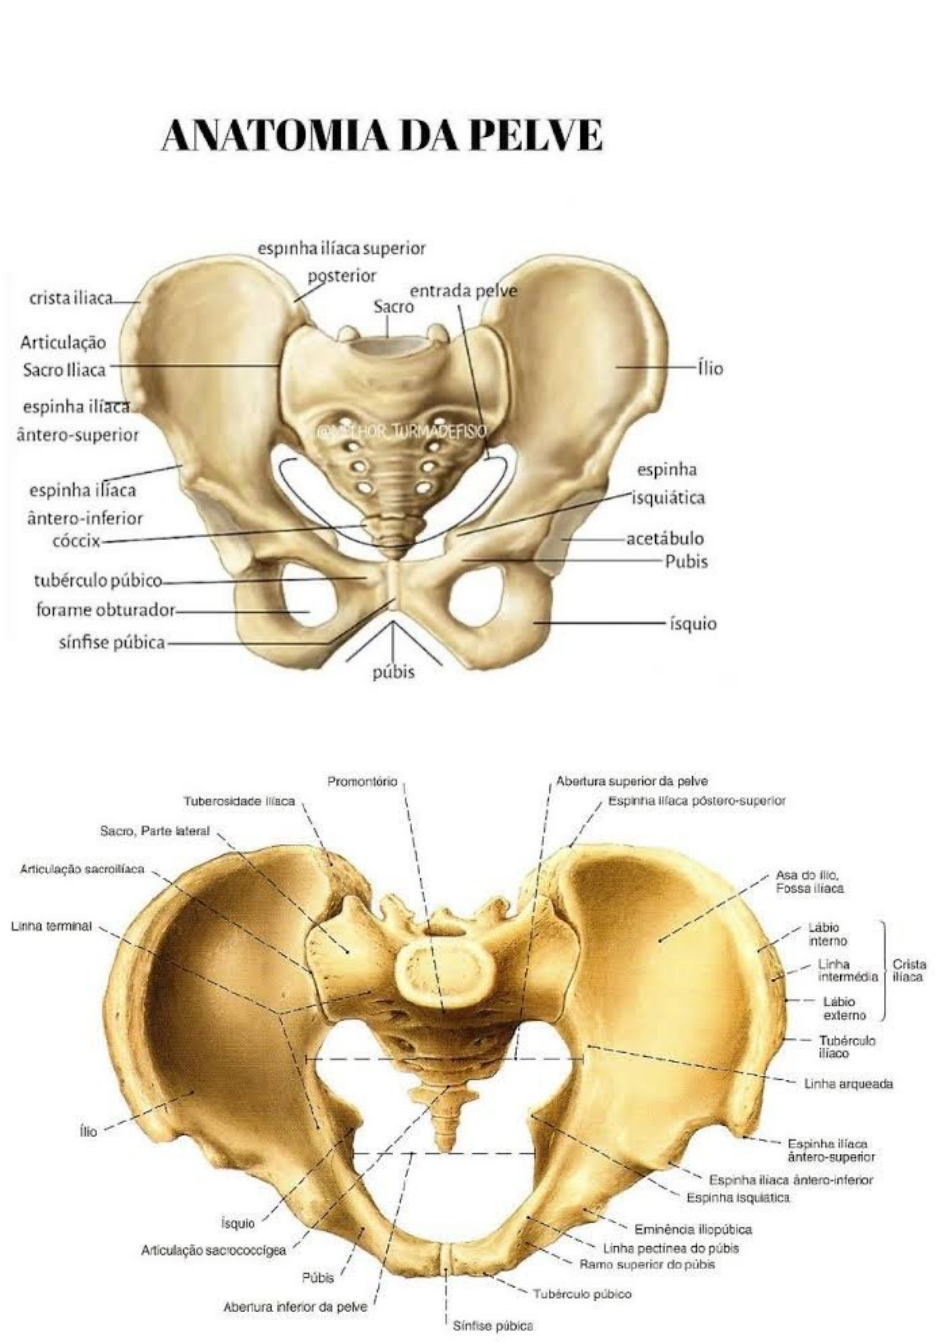 ANATOMIA DA PELVE
espinha ilíaca superior
posterior
entrada pelve
Sacro
crista iliaca
Articulação
Sacro Iliaca
Ílio
espinha ilíaca
ântero-superior
@MELHOR_TURMADEFISIO
espinha
isquiática
espinha ilíaca
ântero-inferior
cóccix
acetábulo
Pubis
tubérculo púbico
forame obturador
ísquio
sínfise púbica
púbis
Promontório
Abertura superior da pelve
Tuberosidade ilíaca
Espinha ilíaca póstero-superior
Sacro, Parte lateral
Articulação sacroilíaca
Asa do ílio,
Fossa ilíaca
Linha terminal
Lábio
interno
Linha
intermédia
Crista
ilíaca
Lábio
externo
Tubérculo
ilíaco
Linha arqueada
Ílio
Espinha ilíaca
ântero-superior
Espinha ilíaca ântero-inferior
Espinha isquiática
Ísquio
Eminência iliopúbica
Articulação sacrococcígea
Linha pectínea do púbis
Ramo superior do púbis
Púbis
Tubérculo púbico
Abertura inferior da pelve
Sínfise púbica